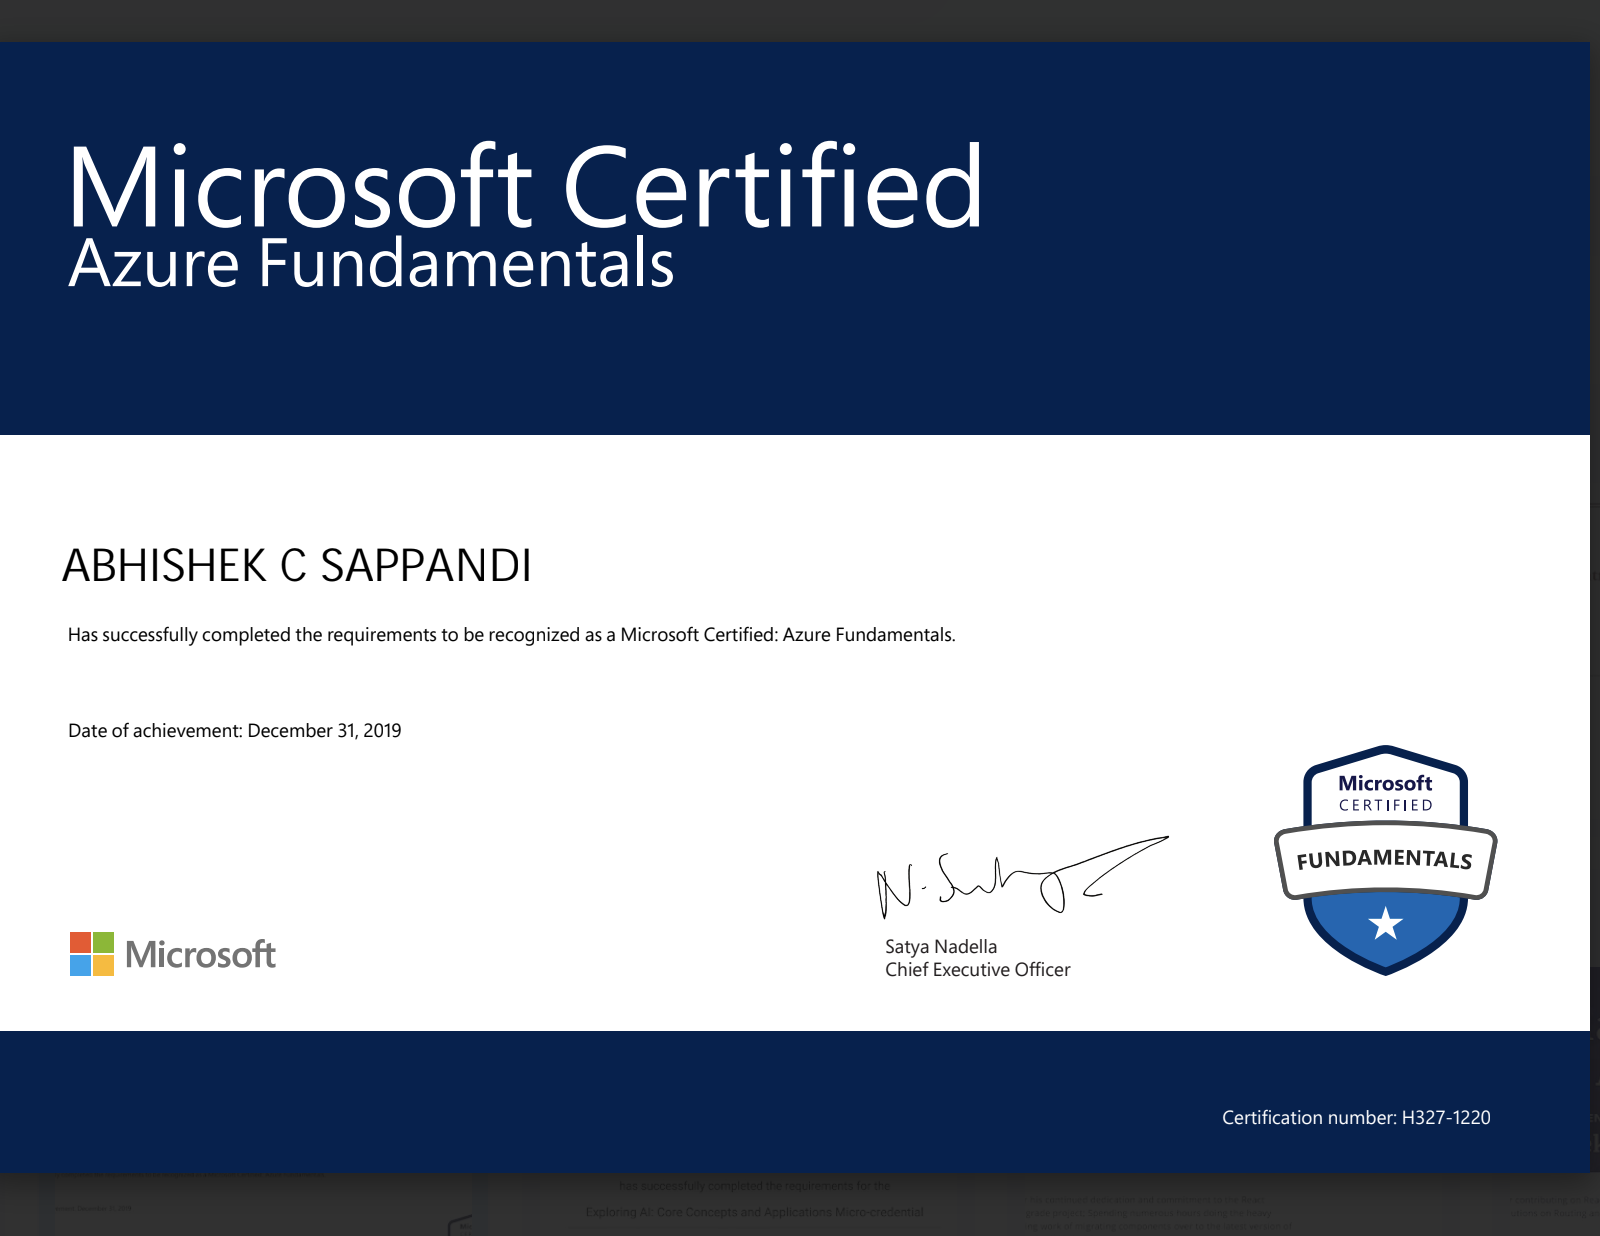 Microsoft Certified
Azure Fundamentals
ABHISHEK C SAPPANDI
Has successfully completed the requirements to be recognized as a Microsoft Certified: Azure Fundamentals.
Date of achievement: December 31, 2019
Microsoft
CERTIFIED
FUNDAMENTALS
Satya Nadella
Chief Executive Officer
Microsoft
Certification number: H327-1220
has successfully completed the requirements for the
Exploring AI: Core Concepts and Applications Micro-credential